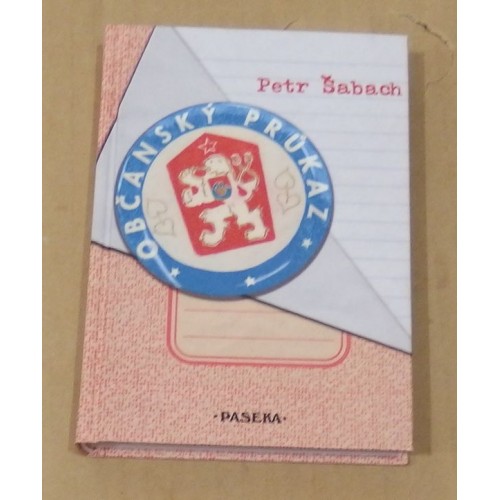 Petr Šabach
OBČANSKÝ PRŮKAZ
·PASEKA·